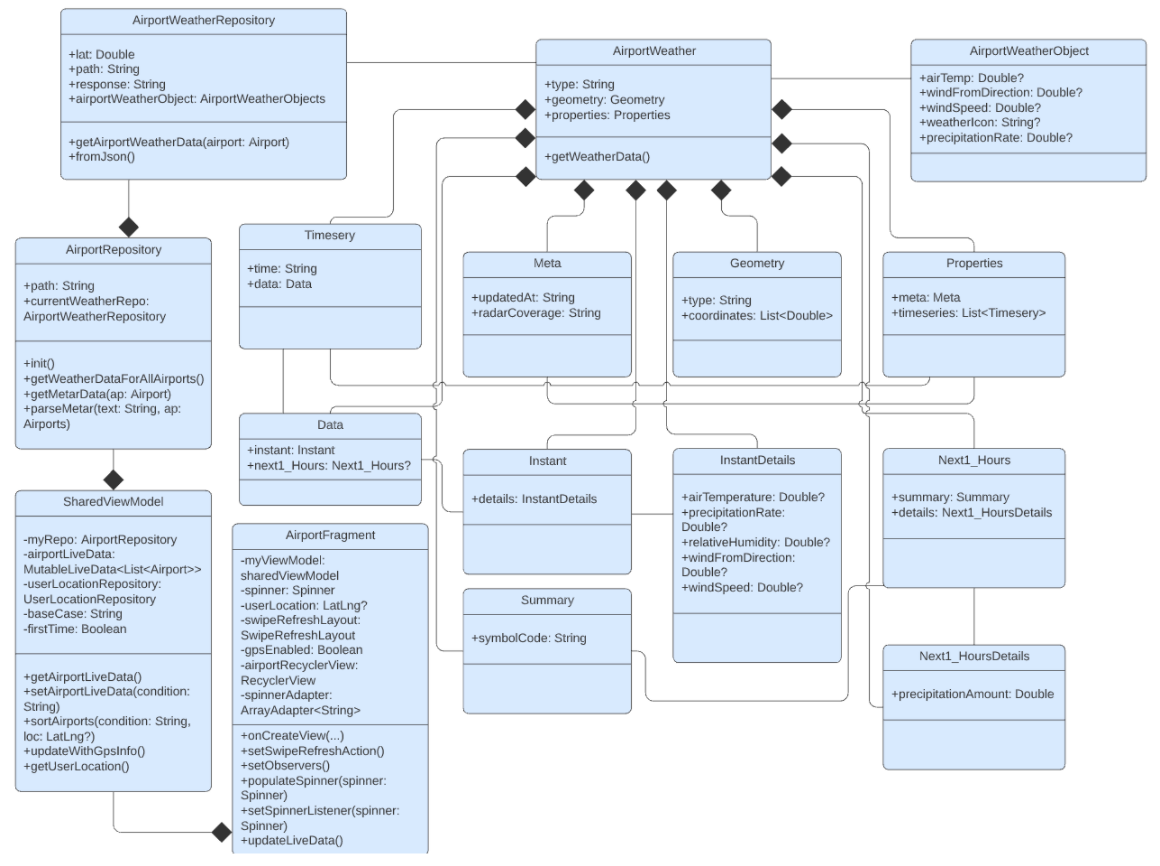 AirportWeatherRepository
+lat: Double
+path: String
+response: String
+airportWeatherObject: AirportWeatherObjects
+getAirportWeatherData(airport: Airport)
+fromJson()
AirportWeather
+type: String
+geometry: Geometry
+properties: Properties
+getWeatherData()
AirportWeatherObject
+airTemp: Double?
+windFromDirection: Double?
+windSpeed: Double?
+weatherIcon: String?
+precipitationRate: Double?
AirportRepository
+path: String
+currentWeatherRepo:
AirportWeatherRepository
+init()
+getWeatherDataForAllAirports()
+getMetarData(ap: Airport)
+parseMetar(text: String, ap:
Airports)
Timesery
+time: String
+data: Data
Meta
+updatedAt: String
+radarCoverage: String
Geometry
+type: String
+coordinates: List<Double>
Properties
+meta: Meta
+timeseries: List<Timesery>
Data
+instant: Instant
+next1_Hours: Next1_Hours?
Instant
+details: InstantDetails
InstantDetails
+airTemperature: Double?
+precipitationRate:
Double?
+relativeHumidity: Double?
+windFromDirection:
Double?
+windSpeed: Double?
Next1_Hours
+summary: Summary
+details: Next1_HoursDetails
SharedViewModel
-myRepo: AirportRepository
-airportLiveData:
MutableLiveData<List<Airport>>
-userLocationRepository:
UserLocationRepository
-baseCase: String
-firstTime: Boolean
+getAirportLiveData()
+setAirportLiveData(condition:
String)
+sortAirports(condition: String,
loc: LatLng?)
+updateWithGpsInfo()
+getUserLocation()
AirportFragment
-myViewModel:
sharedViewModel
-spinner: Spinner
-userLocation: LatLng?
-swipeRefreshLayout:
SwipeRefreshLayout
-gpsEnabled: Boolean
-airportRecyclerView:
RecyclerView
-spinnerAdapter:
ArrayAdapter<String>
+onCreateView(...)
+setSwipeRefreshAction()
+setObservers()
+populateSpinner(spinner:
Spinner)
+setSpinnerListener(spinner:
Spinner)
+updateLiveData()
Summary
+symbolCode: String
Next1_HoursDetails
+precipitationAmount: Double